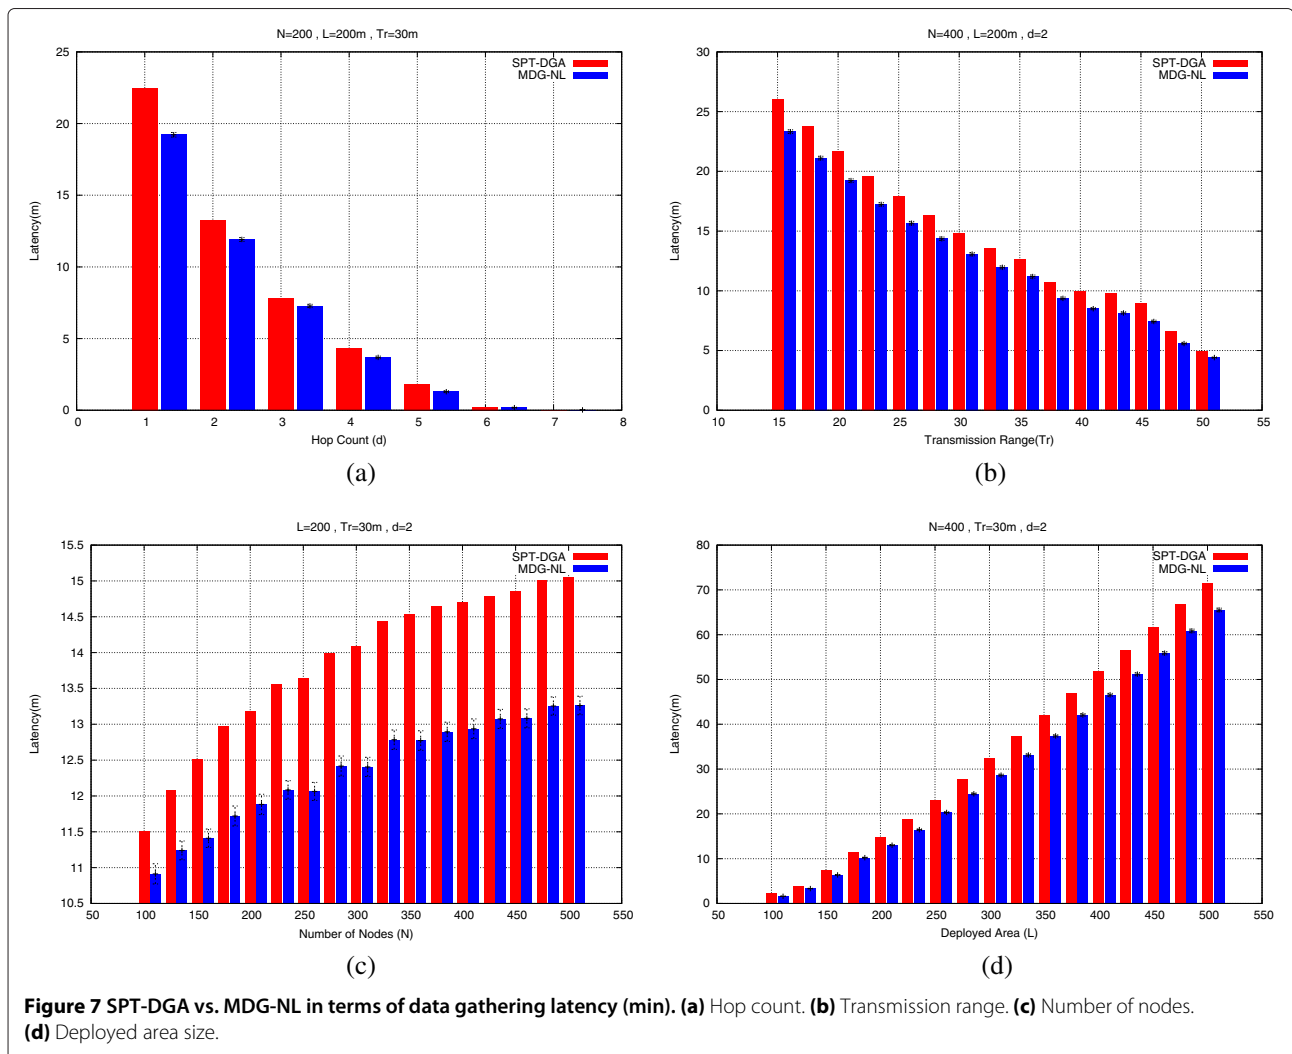 N=200 , L=200m , Tr=30m
SPT-DGA
MDG-NL
Latency(m)
25
20
15
10
5
0
0 1 2 3 4 5 6 7 8
Hop Count (d)
(a)
N=400 , L=200m , d=2
SPT-DGA
MDG-NL
Latency(m)
30
25
20
15
10
5
0
10 15 20 25 30 35 40 45 50 55
Transmission Range(Tr)
(b)
L=200 , Tr=30m , d=2
SPT-DGA
MDG-NL
Latency(m)
15.5
15
14.5
14
13.5
13
12.5
12
11.5
11
10.5
50 100 150 200 250 300 350 400 450 500 550
Number of Nodes (N)
(c)
N=400 , Tr=30m , d=2
SPT-DGA
MDG-NL
Latency(m)
80
70
60
50
40
30
20
10
0
50 100 150 200 250 300 350 400 450 500 550
Deployed Area (L)
(d)
Figure 7 SPT-DGA vs. MDG-NL in terms of data gathering latency (min). (a) Hop count. (b) Transmission range. (c) Number of nodes.
(d) Deployed area size.